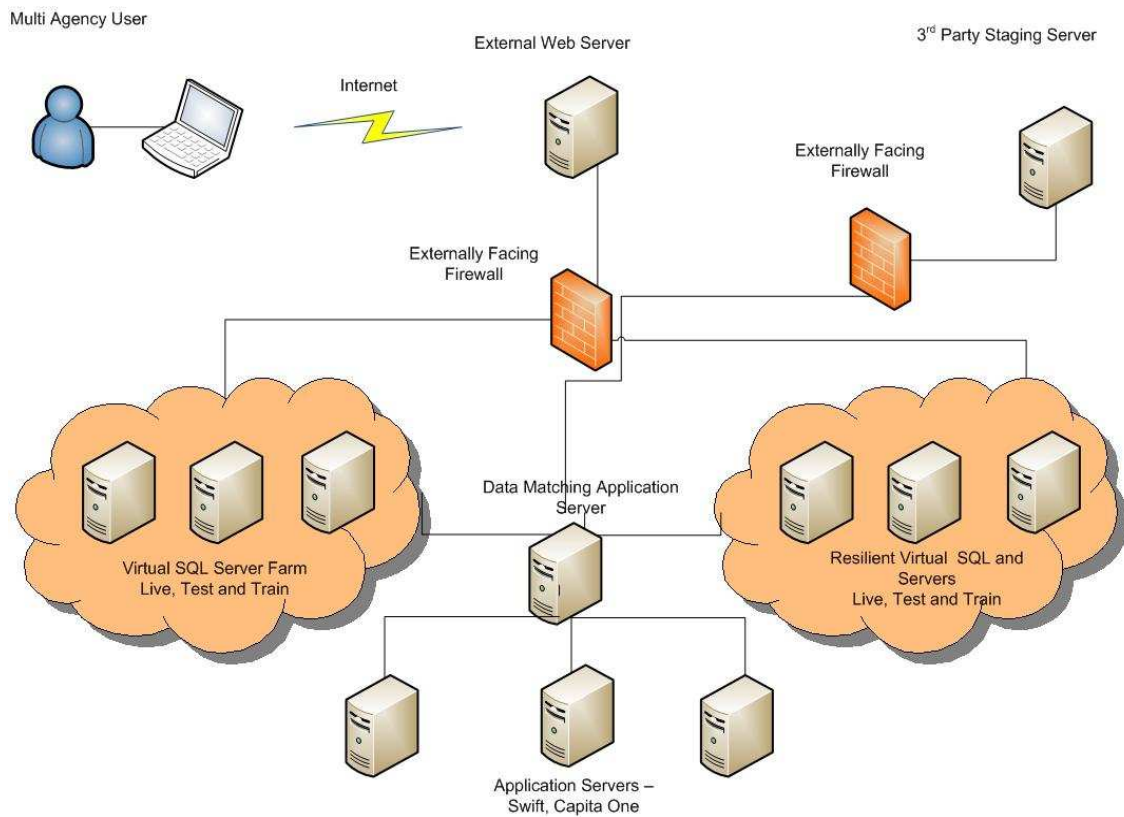 Multi Agency User
External Web Server
3rd Party Staging Server
Internet
Externally Facing
Firewall
Externally Facing
Firewall
Data Matching Application
Server
Virtual SQL Server Farm
Live, Test and Train
Resilient Virtual SQL and
Servers
Live, Test and Train
Application Servers –
Swift, Capita One